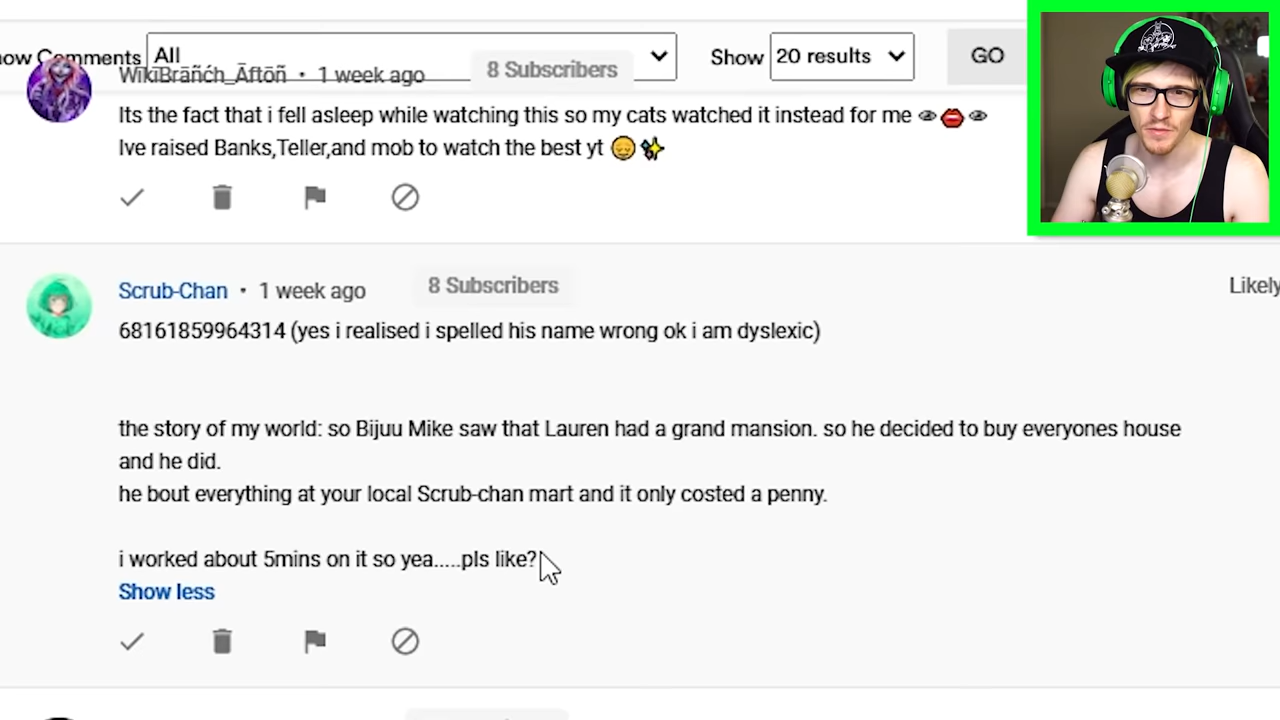 ow Comments All Show 20 results GO
WikiBrāñćh_Āftōñ • 1 week ago 8 Subscribers
Its the fact that i fell asleep while watching this so my cats watched it instead for me 👁👄👁
Ive raised Banks,Teller,and mob to watch the best yt 😔✨
Scrub-Chan • 1 week ago 8 Subscribers Likely
68161859964314 (yes i realised i spelled his name wrong ok i am dyslexic)
the story of my world: so Bijuu Mike saw that Lauren had a grand mansion. so he decided to buy everyones house
and he did.
he bout everything at your local Scrub-chan mart and it only costed a penny.
i worked about 5mins on it so yea.....pls like?
Show less